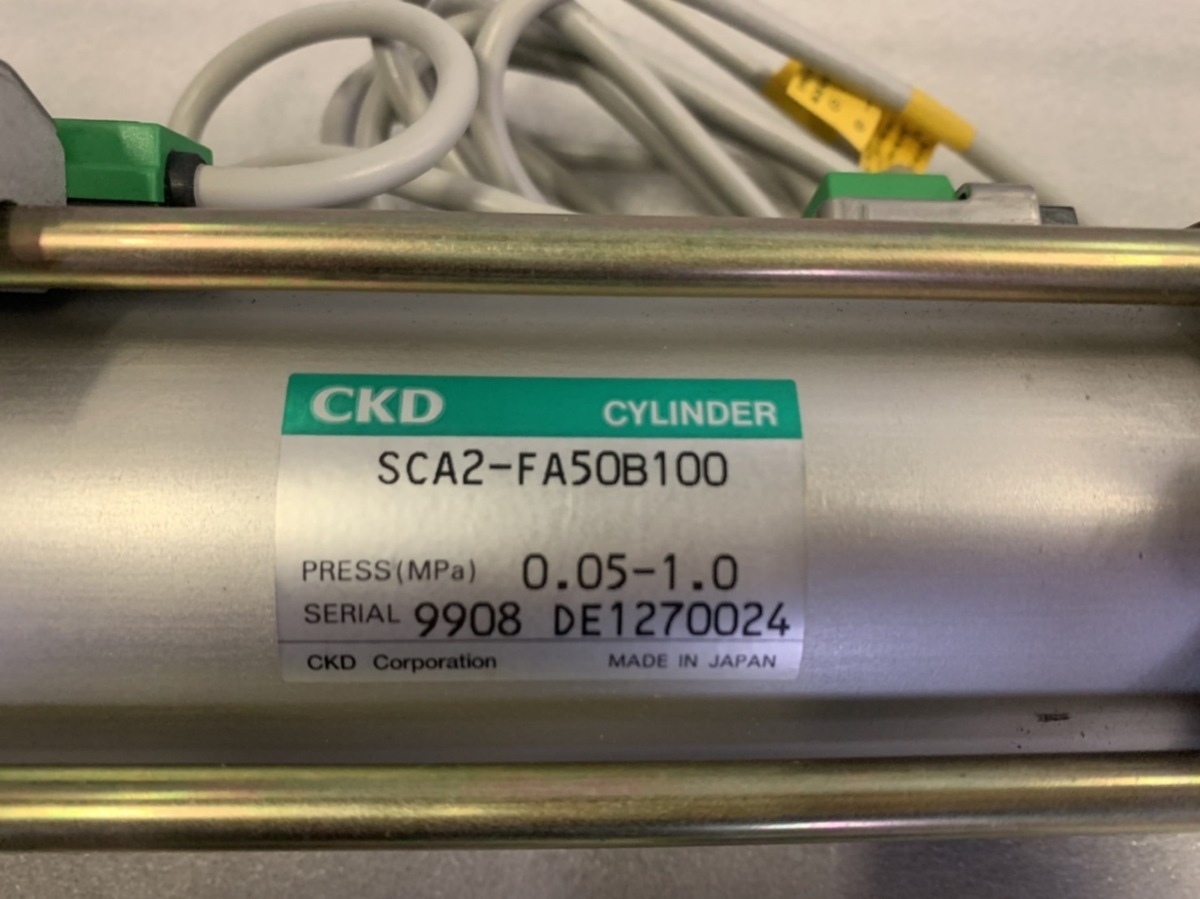 CKD CYLINDER
SCA2-FA50B100
PRESS(MPa) 0.05-1.0
SERIAL 9908 DE1270024
CKD Corporation MADE IN JAPAN